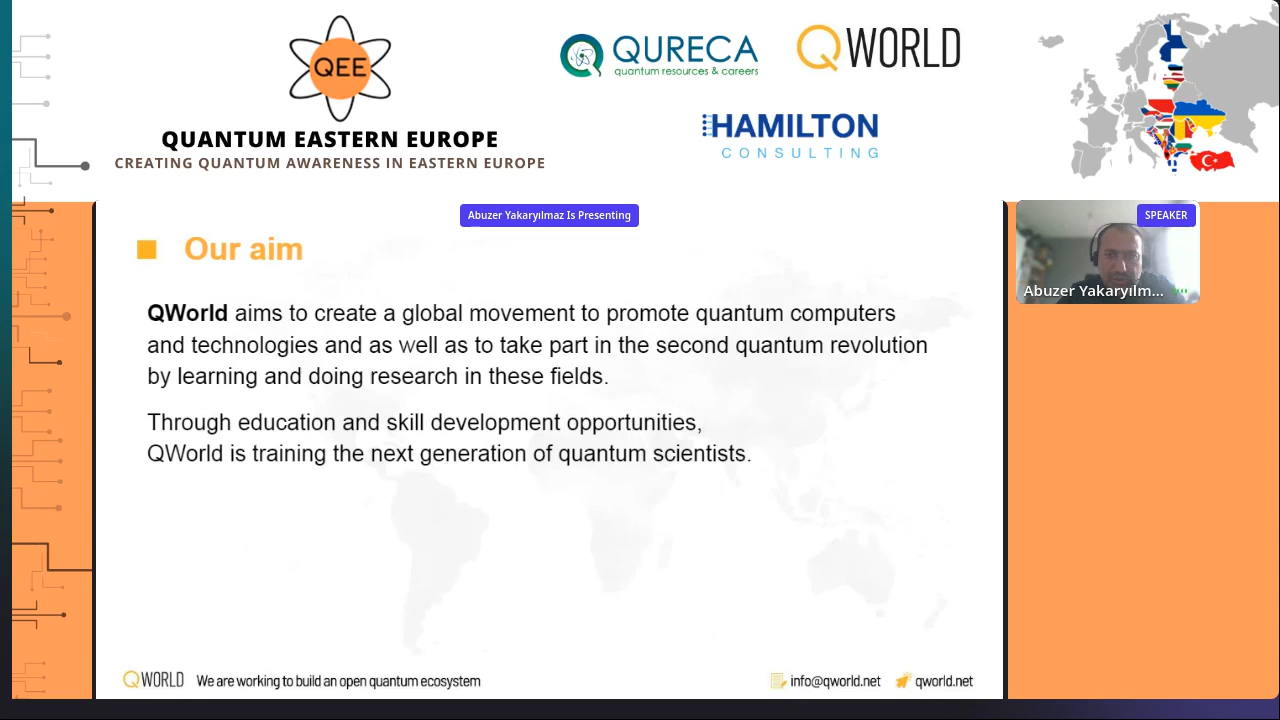 QEE
QUANTUM EASTERN EUROPE
CREATING QUANTUM AWARENESS IN EASTERN EUROPE
QURECA
quantum resources & careers
QWORLD
HAMILTON
CONSULTING
Abuzer Yakaryılmaz Is Presenting
SPEAKER
Abuzer Yakaryılm...
Our aim
QWorld aims to create a global movement to promote quantum computers
and technologies and as well as to take part in the second quantum revolution
by learning and doing research in these fields.
Through education and skill development opportunities,
QWorld is training the next generation of quantum scientists.
QWORLD We are working to build an open quantum ecosystem
info@qworld.net qworld.net